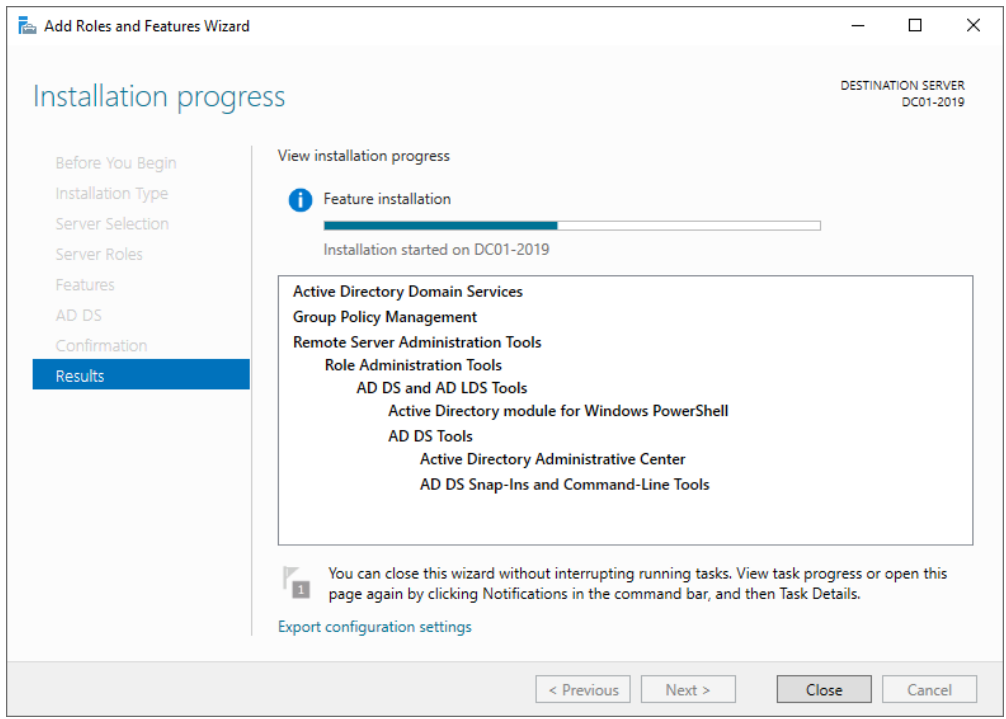 Add Roles and Features Wizard
Installation progress
DESTINATION SERVER
DC01-2019
Before You Begin
Installation Type
Server Selection
Server Roles
Features
AD DS
Confirmation
Results
View installation progress
Feature installation
Installation started on DC01-2019
Active Directory Domain Services
Group Policy Management
Remote Server Administration Tools
Role Administration Tools
AD DS and AD LDS Tools
Active Directory module for Windows PowerShell
AD DS Tools
Active Directory Administrative Center
AD DS Snap-Ins and Command-Line Tools
1
You can close this wizard without interrupting running tasks. View task progress or open this
page again by clicking Notifications in the command bar, and then Task Details.
Export configuration settings
< Previous
Next >
Close
Cancel